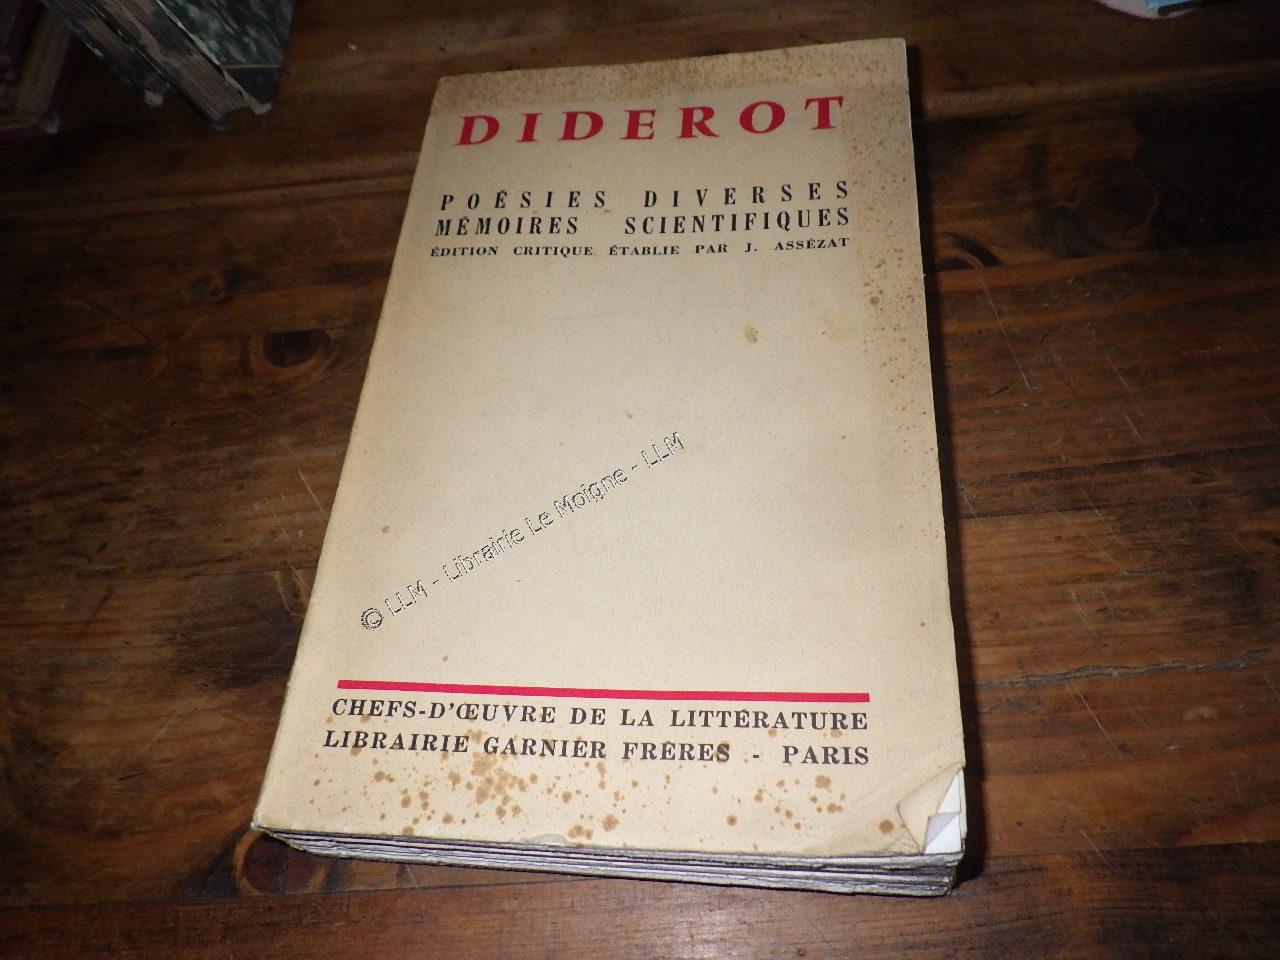 DIDEROT
POÉSIES DIVERSES
MÉMOIRES SCIENTIFIQUES
ÉDITION CRITIQUE ÉTABLIE PAR J. ASSÉZAT
© LLM - Librairie Le Moigne - LLM
CHEFS-D'ŒUVRE DE LA LITTÉRATURE
LIBRAIRIE GARNIER FRÈRES - PARIS